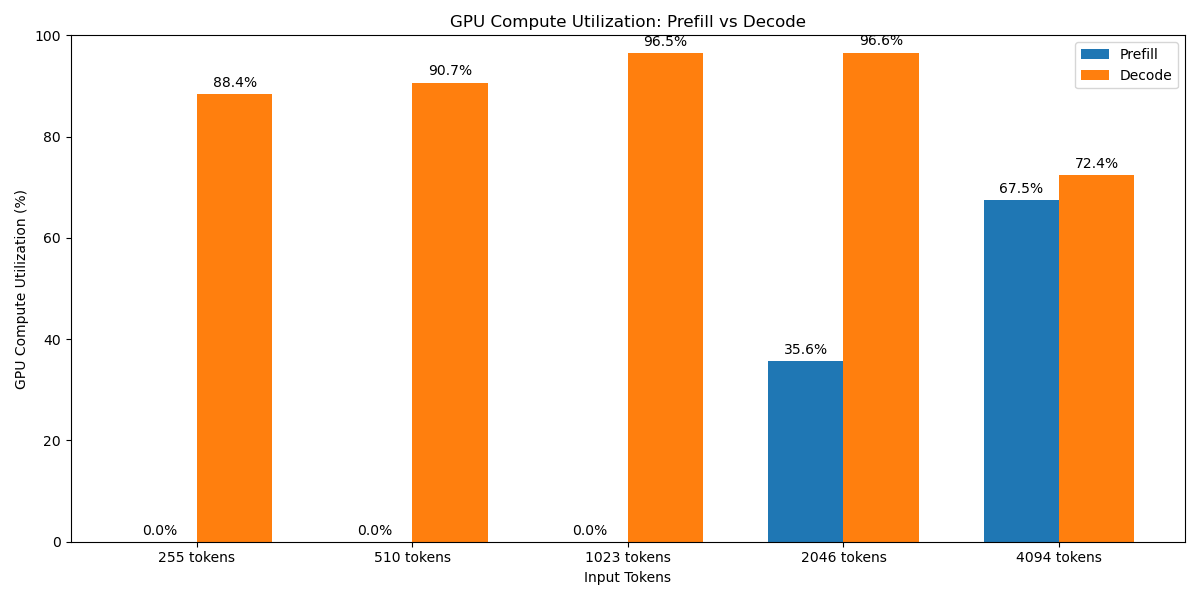 GPU Compute Utilization: Prefill vs Decode
100
80
60
40
20
0
GPU Compute Utilization (%)
Prefill
Decode
0.0%
88.4%
0.0%
90.7%
0.0%
96.5%
35.6%
96.6%
67.5%
72.4%
255 tokens
510 tokens
1023 tokens
2046 tokens
4094 tokens
Input Tokens